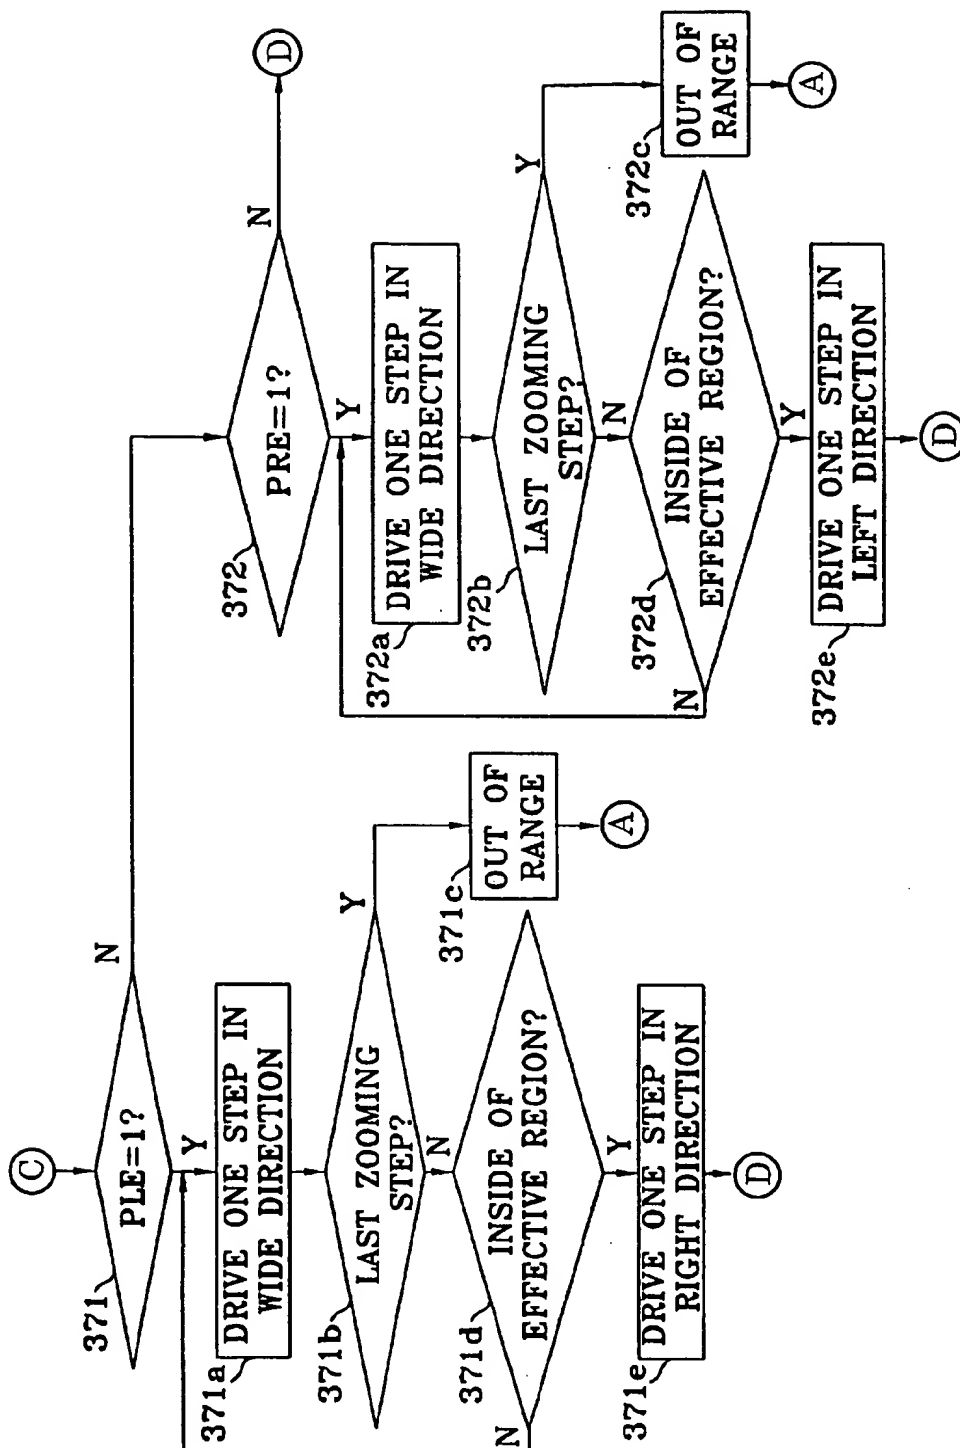 C
371
PLE=1?
N
Y
371a
DRIVE ONE STEP IN
WIDE DIRECTION
371b
LAST ZOOMING
STEP?
Y
N
371c
OUT OF
RANGE
A
371d
INSIDE OF
EFFECTIVE REGION?
N
Y
371e
DRIVE ONE STEP IN
RIGHT DIRECTION
D
372
PRE=1?
N
D
Y
372a
DRIVE ONE STEP IN
WIDE DIRECTION
372b
LAST ZOOMING
STEP?
Y
N
372c
OUT OF
RANGE
A
372d
INSIDE OF
EFFECTIVE REGION?
N
Y
372e
DRIVE ONE STEP IN
LEFT DIRECTION
D